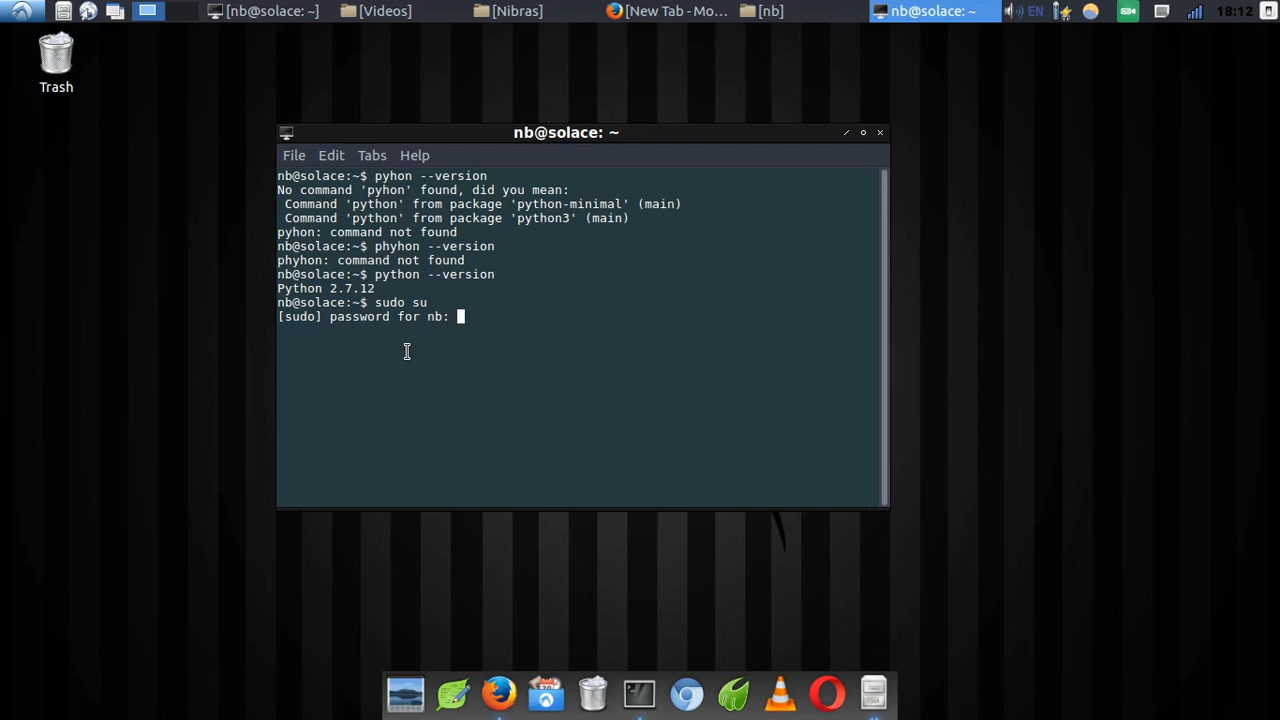 [nb@solace: ~] [Videos] [Nibras] [New Tab - Mo... [nb] nb@solace: ~ EN 18:12
Trash
nb@solace: ~
File Edit Tabs Help
nb@solace:~$ pyhon --version
No command 'pyhon' found, did you mean:
 Command 'python' from package 'python-minimal' (main)
 Command 'python' from package 'python3' (main)
pyhon: command not found
nb@solace:~$ phyhon --version
phyhon: command not found
nb@solace:~$ python --version
Python 2.7.12
nb@solace:~$ sudo su
[sudo] password for nb: